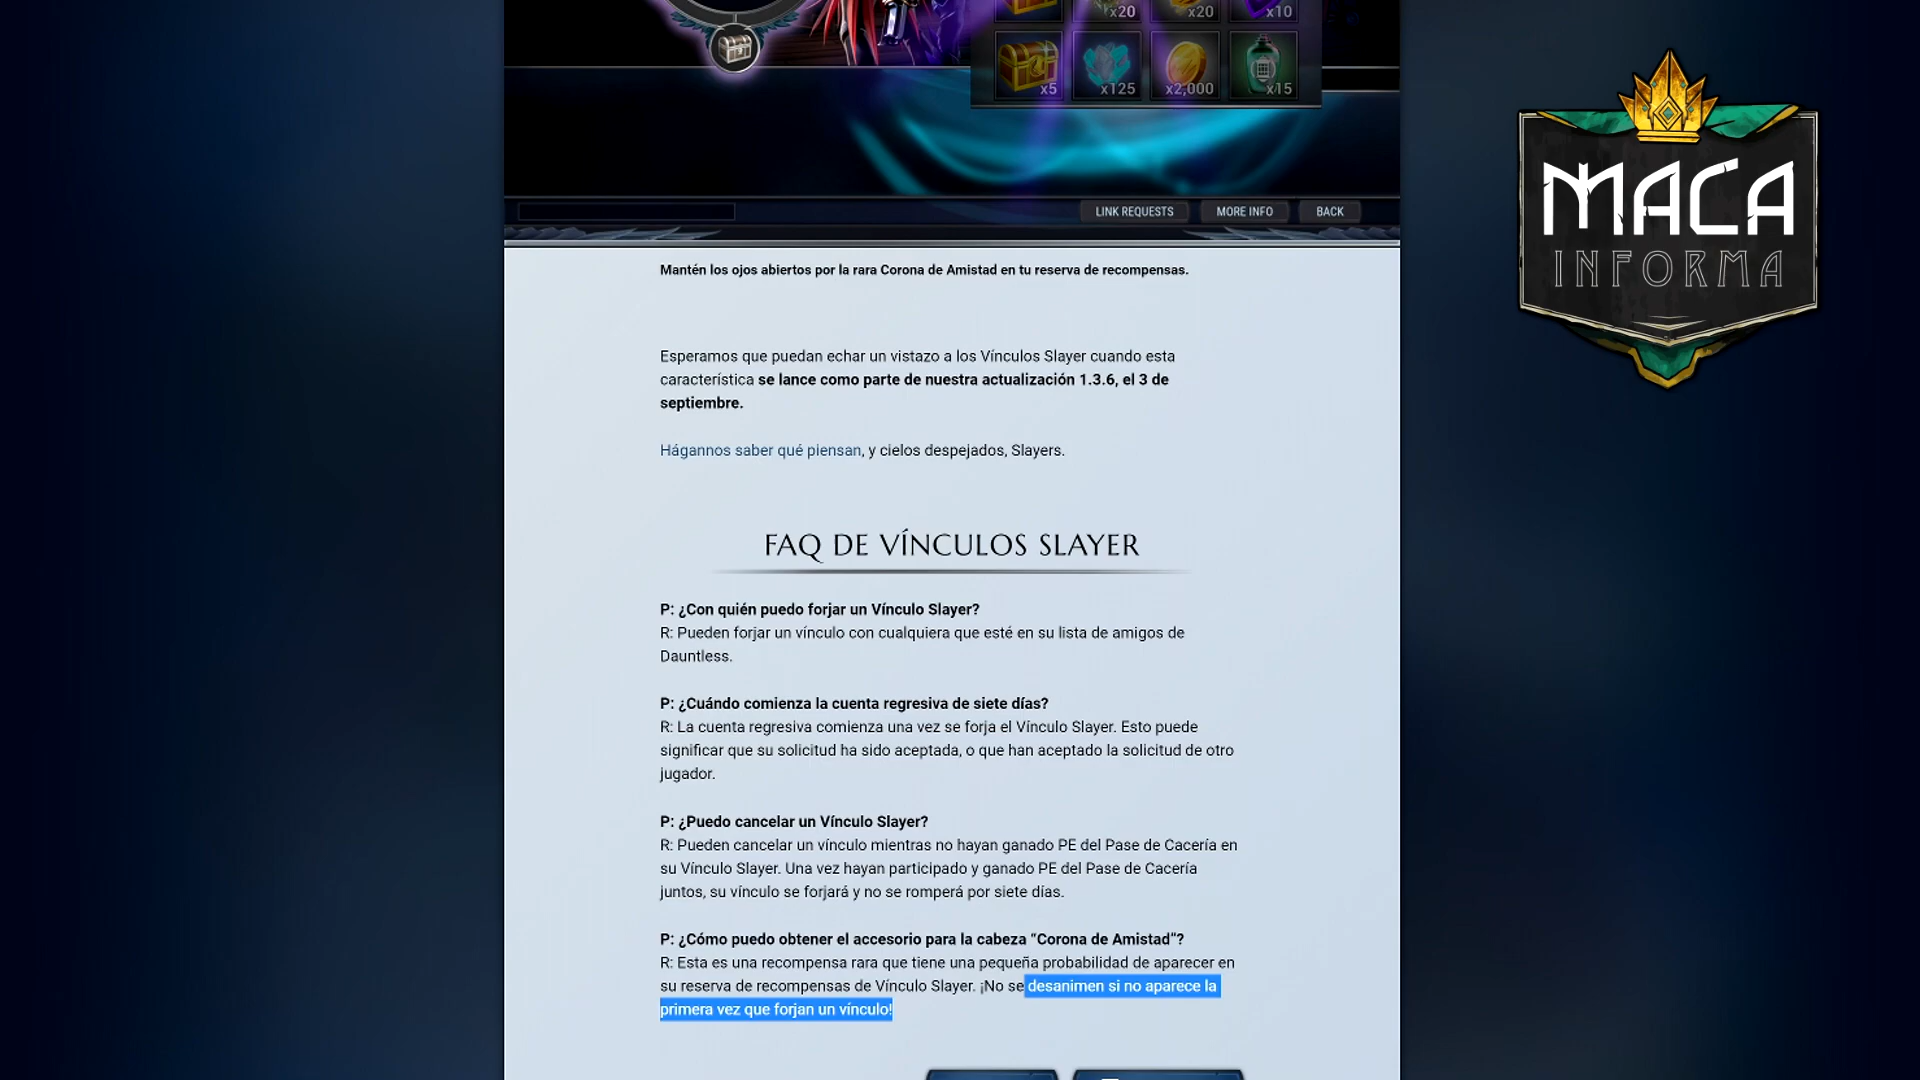 x20
x20
x10
x5
x125
x2,000
x15
LINK REQUESTS
MORE INFO
BACK
MACA
INFORMA
Mantén los ojos abiertos por la rara Corona de Amistad en tu reserva de recompensas.
Esperamos que puedan echar un vistazo a los Vínculos Slayer cuando esta
característica se lance como parte de nuestra actualización 1.3.6, el 3 de
septiembre.
Hágannos saber qué piensan, y cielos despejados, Slayers.
FAQ DE VÍNCULOS SLAYER
P: ¿Con quién puedo forjar un Vínculo Slayer?
R: Pueden forjar un vínculo con cualquiera que esté en su lista de amigos de
Dauntless.
P: ¿Cuándo comienza la cuenta regresiva de siete días?
R: La cuenta regresiva comienza una vez se forja el Vínculo Slayer. Esto puede
significar que su solicitud ha sido aceptada, o que han aceptado la solicitud de otro
jugador.
P: ¿Puedo cancelar un Vínculo Slayer?
R: Pueden cancelar un vínculo mientras no hayan ganado PE del Pase de Cacería en
su Vínculo Slayer. Una vez hayan participado y ganado PE del Pase de Cacería
juntos, su vínculo se forjará y no se romperá por siete días.
P: ¿Cómo puedo obtener el accesorio para la cabeza “Corona de Amistad”?
R: Esta es una recompensa rara que tiene una pequeña probabilidad de aparecer en
su reserva de recompensas de Vínculo Slayer. ¡No se desanimen si no aparece la
primera vez que forjan un vínculo!